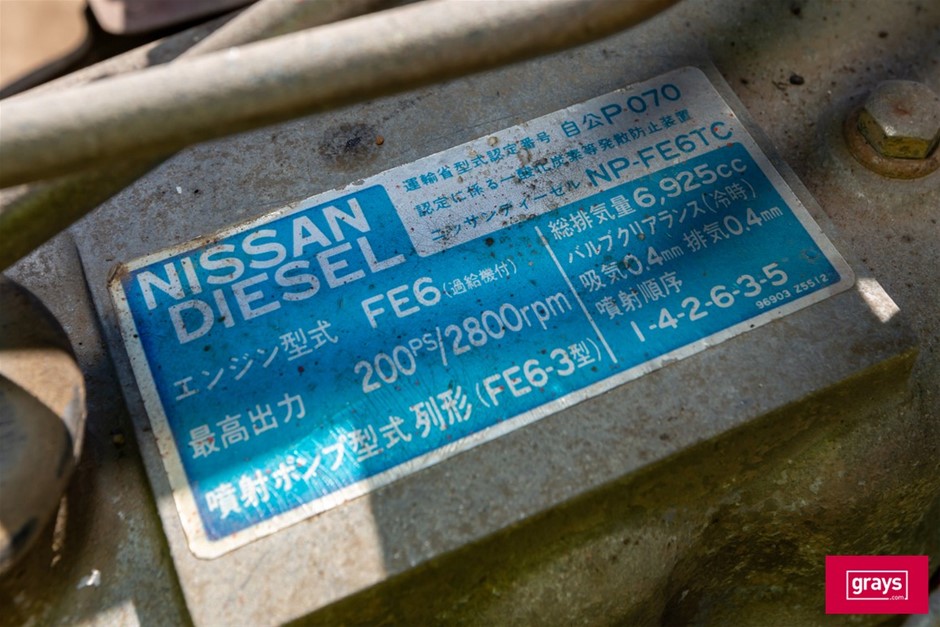 運輸省型式認定番号 自公P-070
認定に係る一酸化炭素等発散防止装置
ニッサンディーゼル NP-FE6TC
NISSAN
DIESEL
エンジン型式 FE6(過給機付)
最高出力 200PS/2800rpm
噴射ポンプ型式 列形(FE6-3型)
総排気量 6,925cc
バルブクリアランス(冷時)
吸気0.4mm 排気0.4mm
噴射順序
1-4-2-6-3-5
96903 Z5512
grays
.com